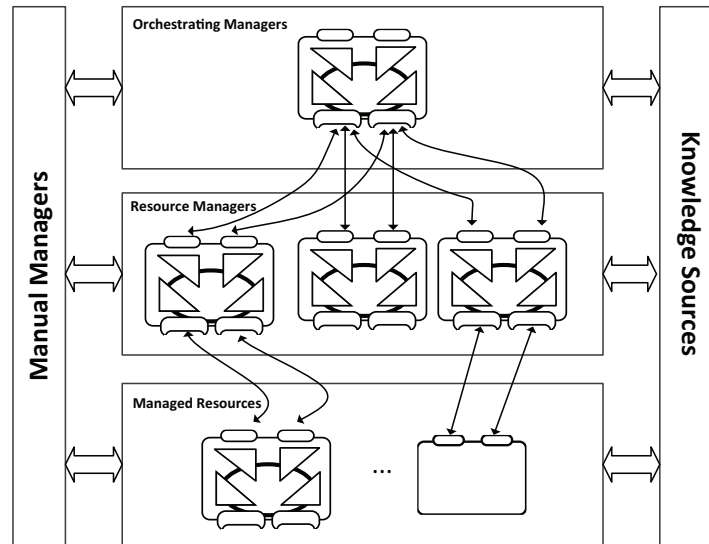 Orchestrating Managers
Manual Managers
Knowledge Sources
Resource Managers
Managed Resources
...